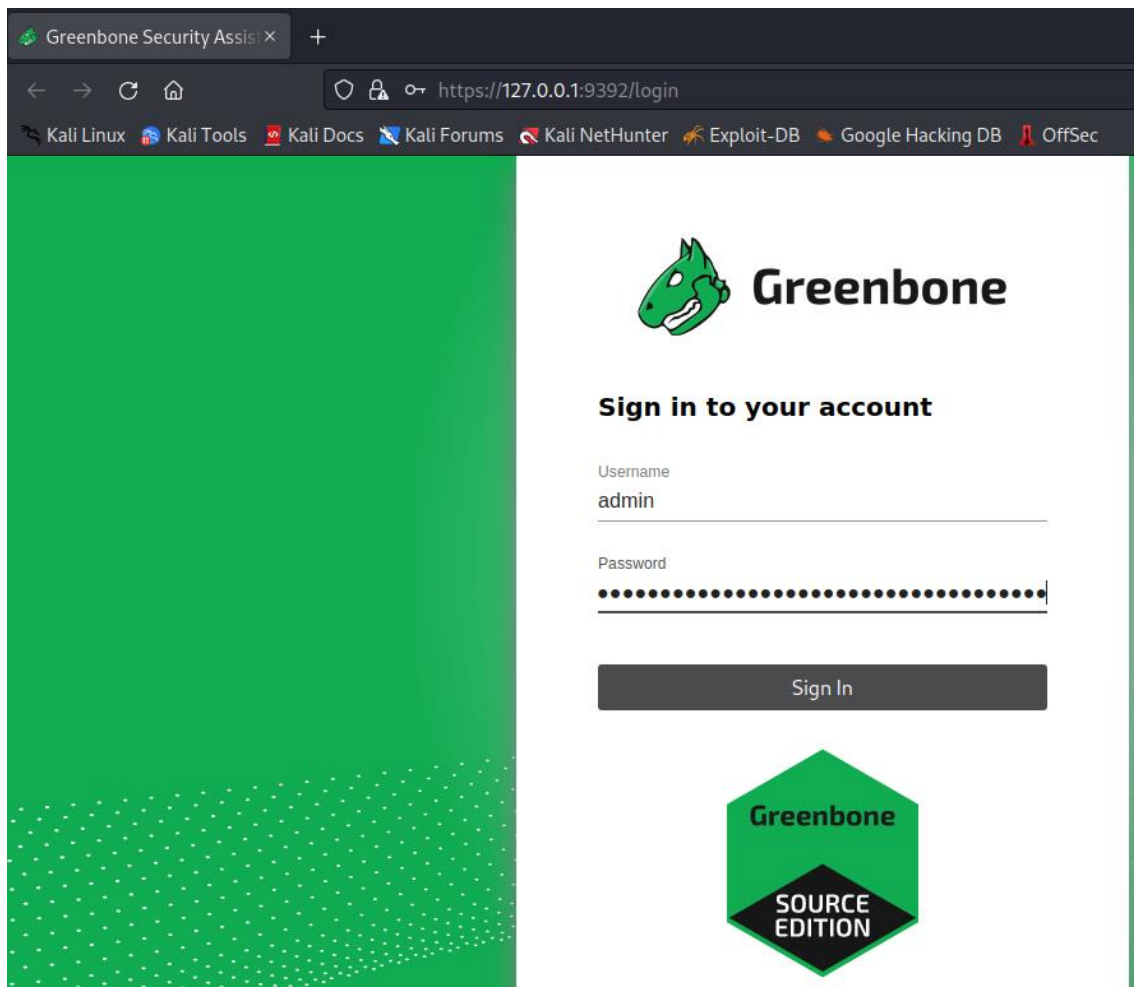 Greenbone Security Assis
https://127.0.0.1:9392/login
Kali Linux Kali Tools Kali Docs Kali Forums Kali NetHunter Exploit-DB Google Hacking DB OffSec
Greenbone
Sign in to your account
Username
admin
Password
••••••••••••••••••••••••••••••••••••
Sign In
Greenbone
SOURCE
EDITION